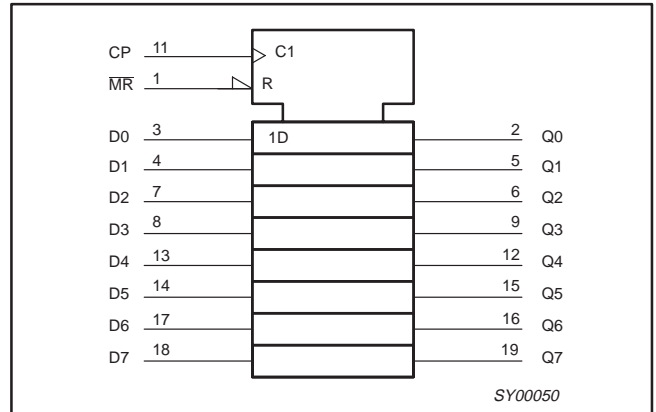 CP 11 C1
M̅R̅ 1 R
D0 3 1D 2 Q0
D1 4 5 Q1
D2 7 6 Q2
D3 8 9 Q3
D4 13 12 Q4
D5 14 15 Q5
D6 17 16 Q6
D7 18 19 Q7
SY00050